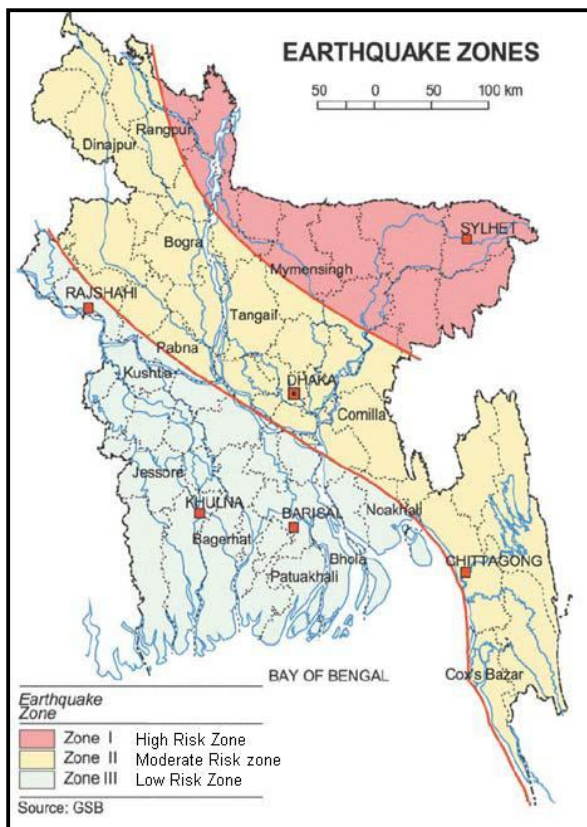 EARTHQUAKE ZONES
50 0 50 100 km
Rangpur
Dinajpur
SYLHET
Bogra
Mymensingh
RAJSHAHI
Tangail
Pabna
Kushtia
DHAKA
Comilla
Jessore
KHULNA
BARISAL
Noakhali
Bagerhat
Bhola
CHITTAGONG
Patuakhali
BAY OF BENGAL
Cox's Bazar
Earthquake
Zone
Zone I High Risk Zone
Zone II Moderate Risk zone
Zone III Low Risk Zone
Source: GSB